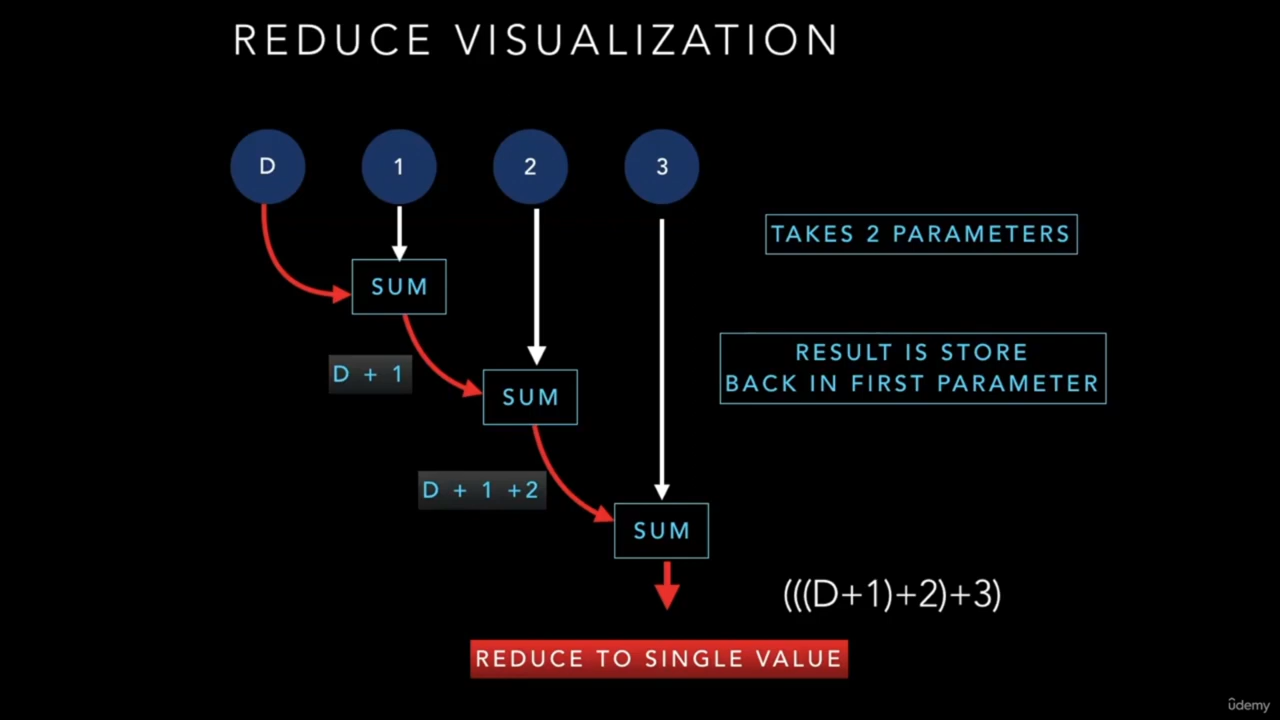 REDUCE VISUALIZATION
D
1
2
3
TAKES 2 PARAMETERS
SUM
RESULT IS STORE
BACK IN FIRST PARAMETER
D + 1
SUM
D + 1 +2
SUM
(((D+1)+2)+3)
REDUCE TO SINGLE VALUE
ûdemy